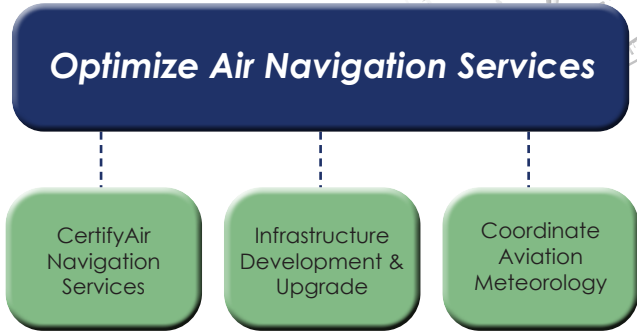 Optimize Air Navigation Services
CertifyAir
Navigation
Services
Infrastructure
Development &
Upgrade
Coordinate
Aviation
Meteorology